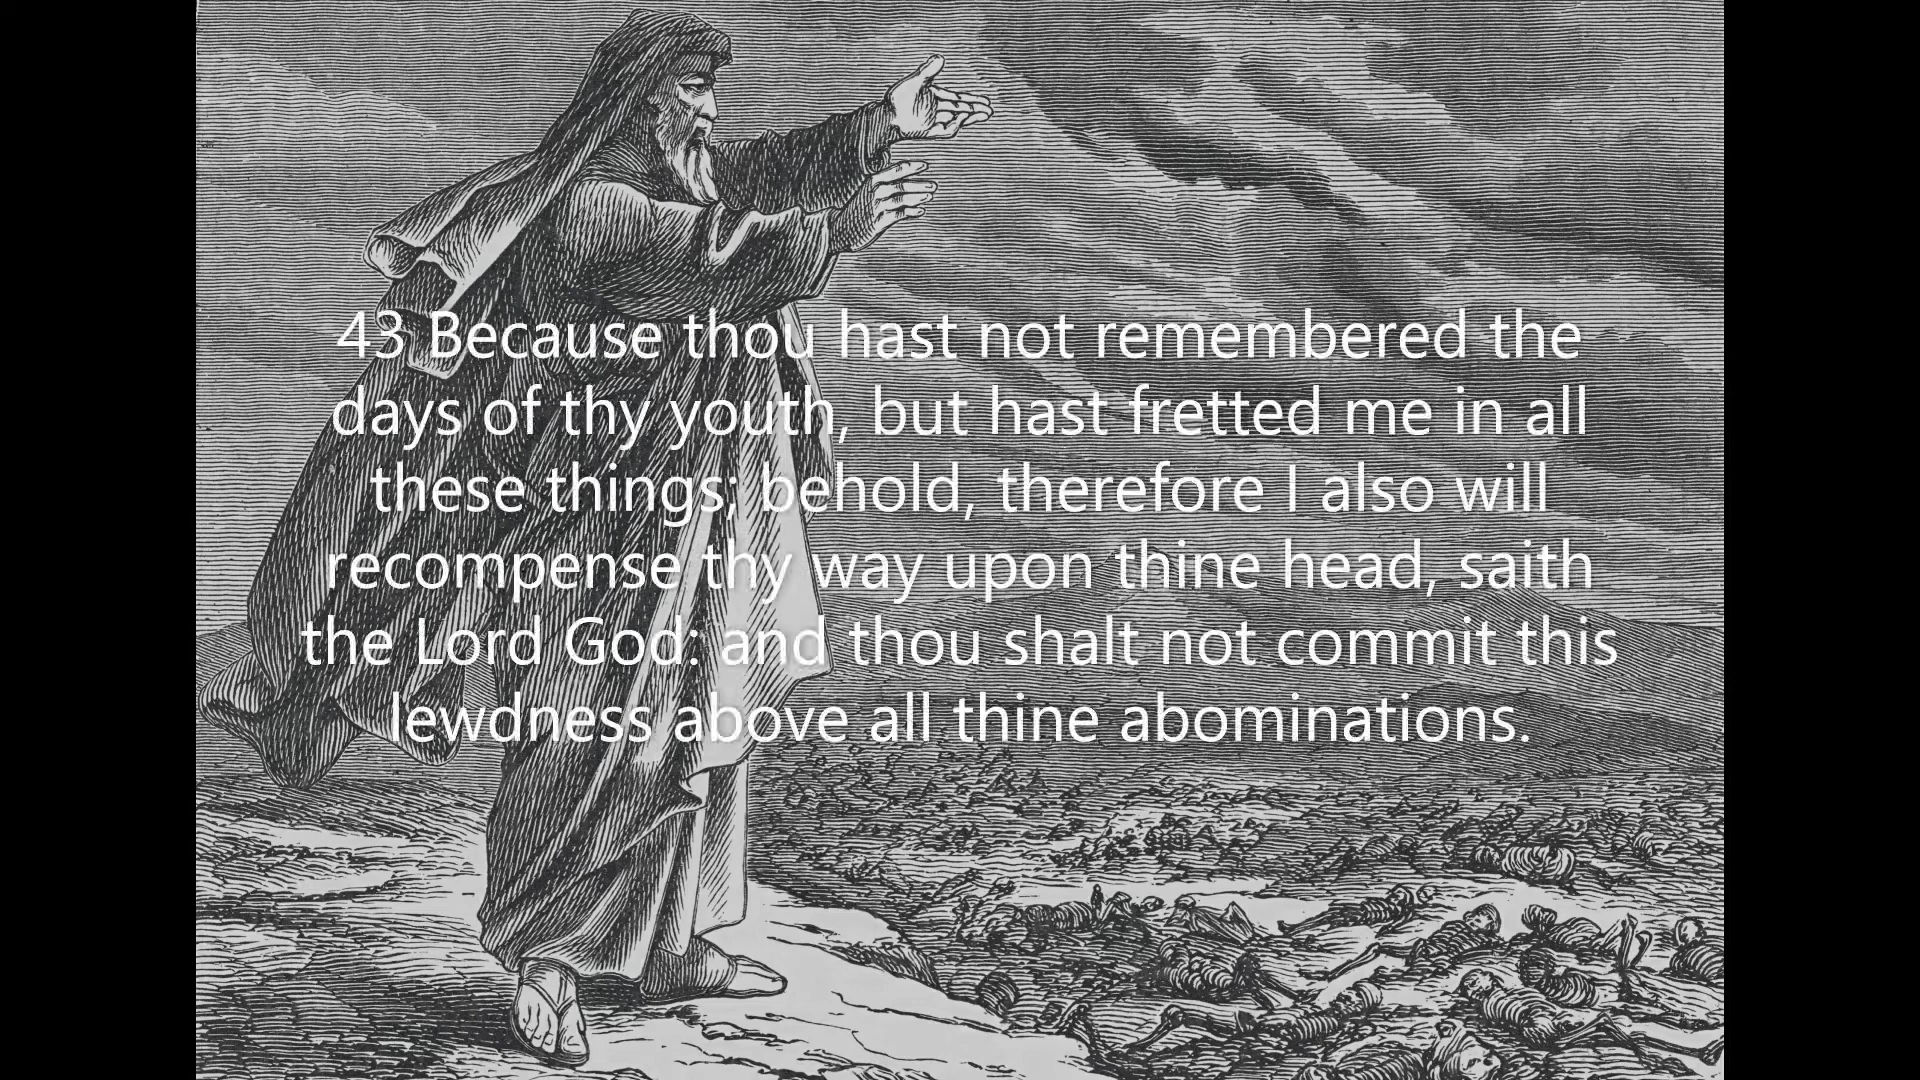 43 Because thou hast not remembered the
days of thy youth, but hast fretted me in all
these things; behold, therefore I also will
recompense thy way upon thine head, saith
the Lord God: and thou shalt not commit this
lewdness above all thine abominations.